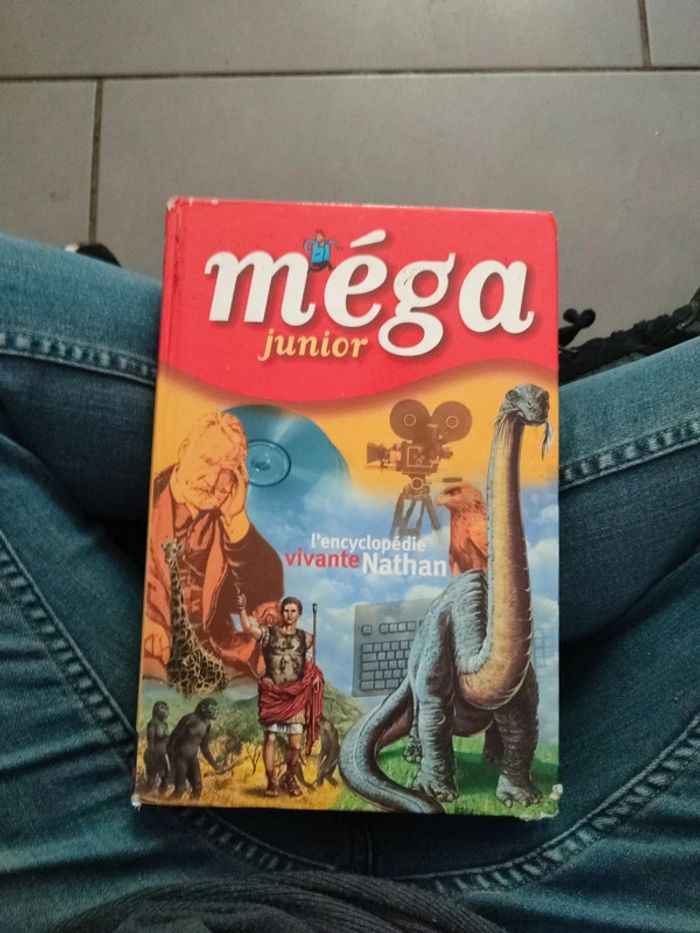 méga
junior
l'encyclopédie
vivante Nathan